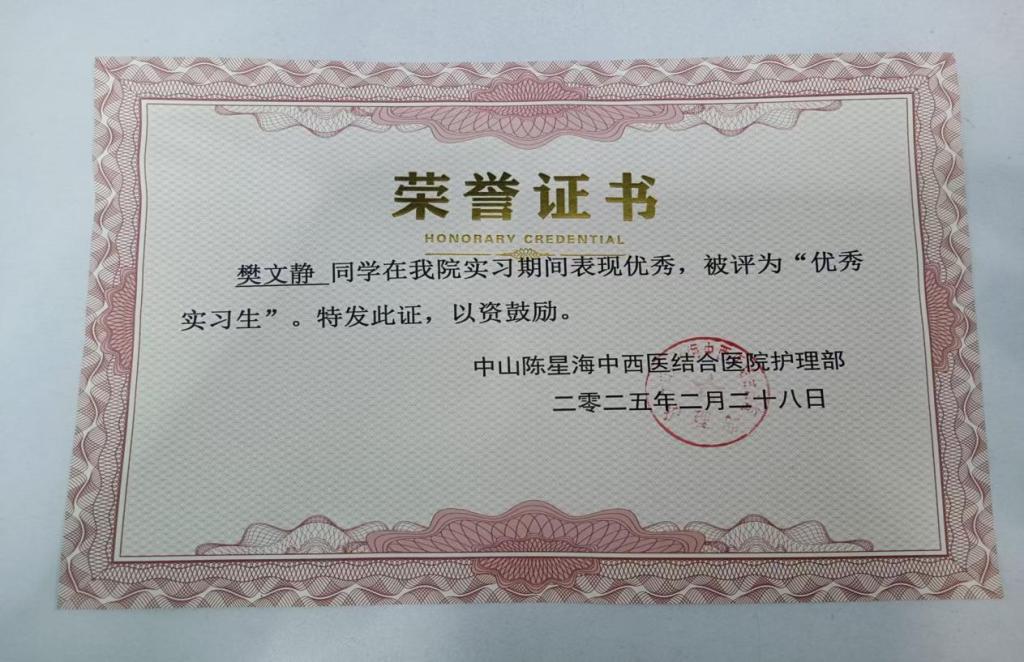 荣誉证书
HONORARY CREDENTIAL
樊文静 同学在我院实习期间表现优秀，被评为“优秀
实习生”。特发此证，以资鼓励。
中山陈星海中西医结合医院护理部
二零二五年二月二十八日